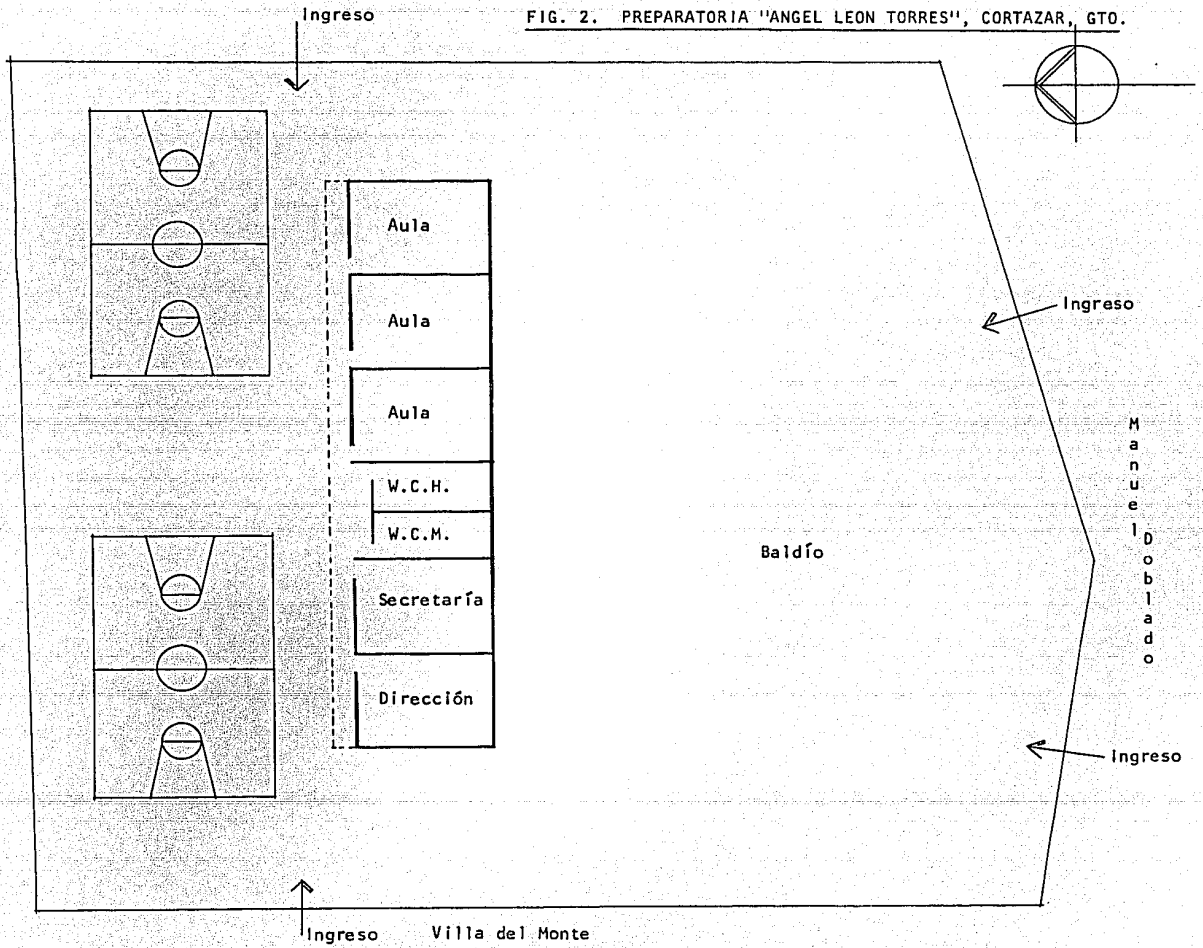 Ingreso
FIG. 2. PREPARATORIA "ANGEL LEON TORRES", CORTAZAR, GTO.
Aula
Ingreso
Aula
Aula
Manuel Doblado
W.C.H.
W.C.M.
Baldío
Secretaría
Dirección
Ingreso
Ingreso
Villa del Monte